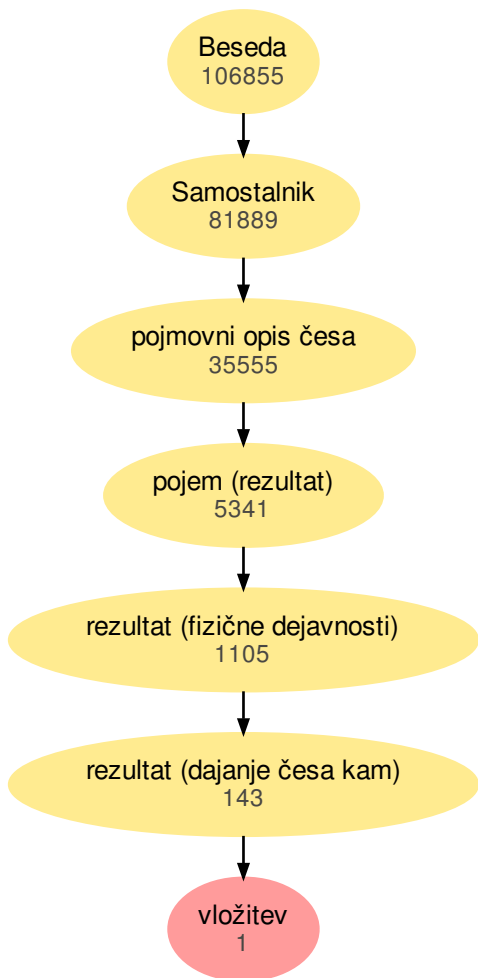 Beseda
106855
Samostalnik
81889
pojmovni opis česa
35555
pojem (rezultat)
5341
rezultat (fizične dejavnosti)
1105
rezultat (dajanje česa kam)
143
vložitev
1